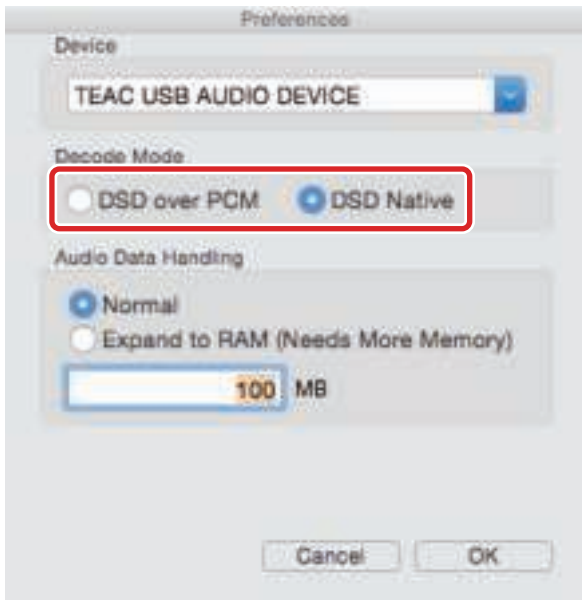 Preferences
Device
TEAC USB AUDIO DEVICE
Decode Mode
DSD over PCM DSD Native
Audio Data Handling
Normal
Expand to RAM (Needs More Memory)
100 MB
Cancel OK